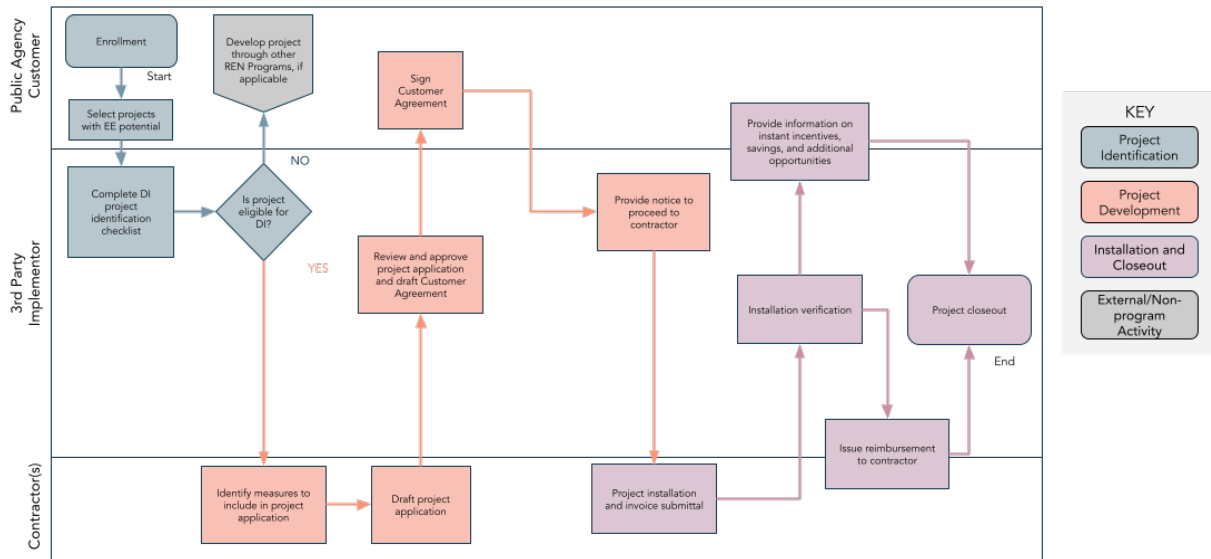 Public Agency
Customer
Enrollment
Start
Select projects
with EE potential
Develop project
through other
REN Programs, if
applicable
Sign
Customer
Agreement
Provide information on
instant incentives,
savings, and additional
opportunities
3rd Party
Implementor
Complete DI
project
identification
checklist
Is project
eligible for
DI?
NO
YES
Review and approve
project application
and draft Customer
Agreement
Provide notice to
proceed to
contractor
Installation verification
Project closeout
End
Issue reimbursement
to contractor
Contractor(s)
Identify measures to
include in project
application
Draft project
application
Project installation
and invoice submittal
KEY
Project
Identification
Project
Development
Installation and
Closeout
External/Non-
program
Activity